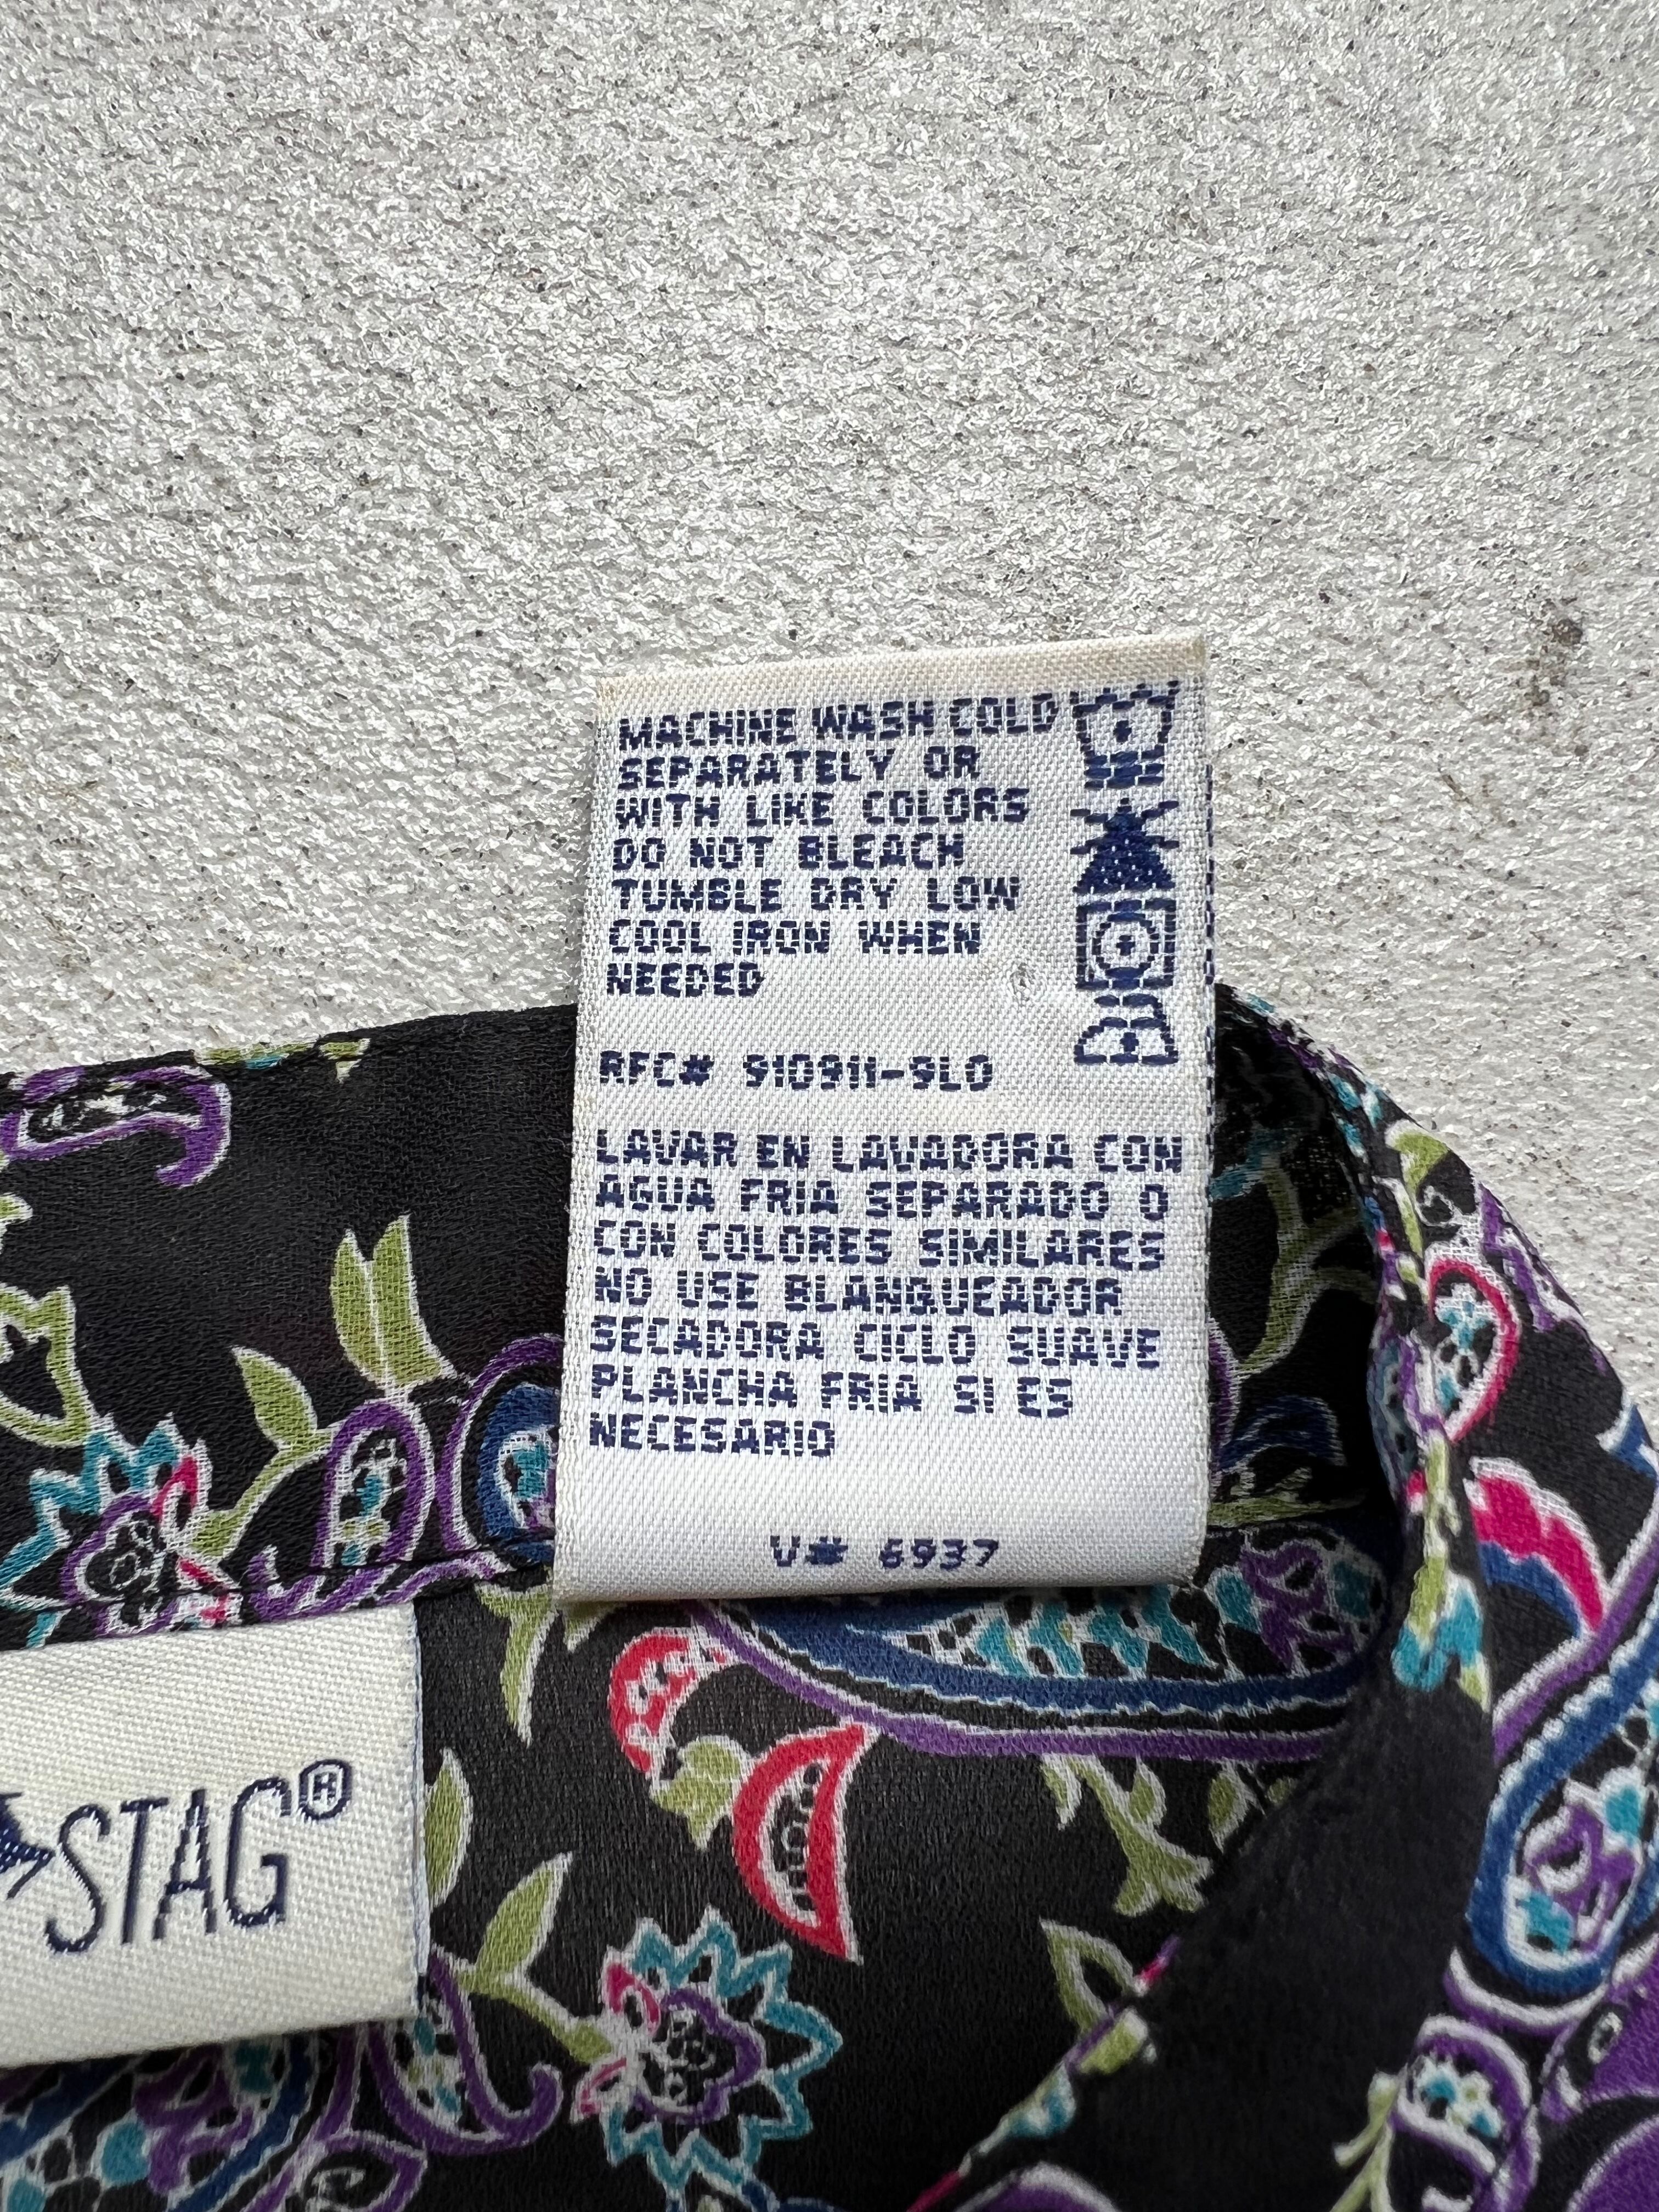 MACHINE WASH COLD
SEPARATELY OR
WITH LIKE COLORS
DO NOT BLEACH
TUMBLE DRY LOW
COOL IRON WHEN
NEEDED
RFC# 910911-9LO
LAVAR EN LAVADORA CON
AGUA FRIA SEPARADO O
CON COLORES SIMILARES
NO USE BLANQUEADOR
SECADORA CICLO SUAVE
PLANCHA FRIA SI ES
NECESARIO
V# 6937
STAG®